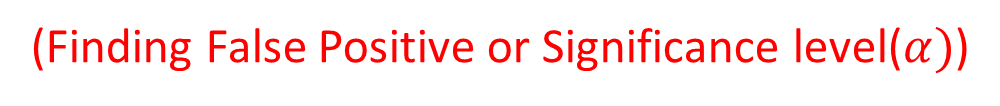 (Finding False Positive or Significance level(𝛼))